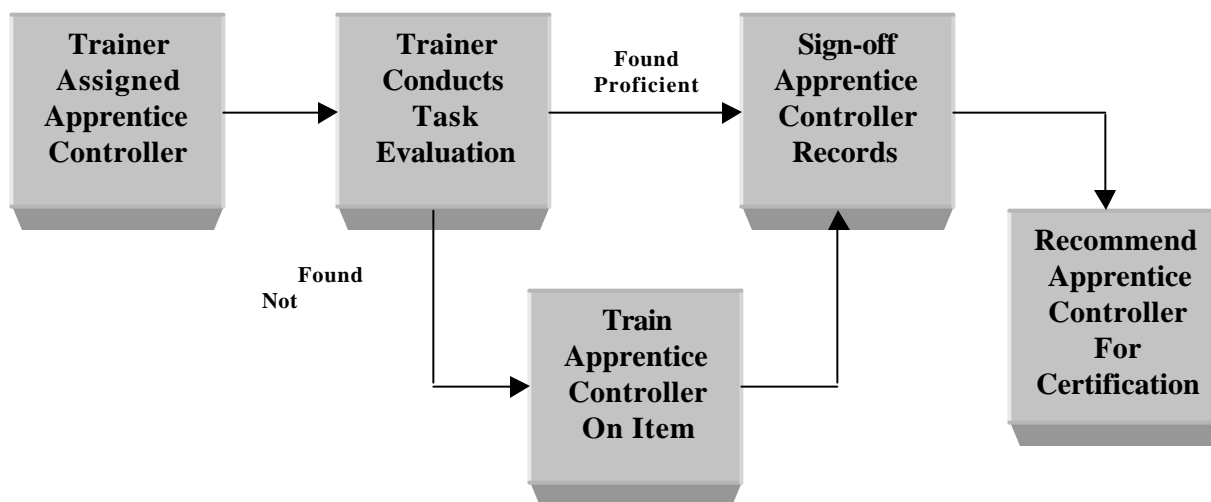 Trainer
Assigned
Apprentice
Controller
Trainer
Conducts
Task
Evaluation
Found
Proficient
Sign-off
Apprentice
Controller
Records
Found
Not
Train
Apprentice
Controller
On Item
Recommend
Apprentice
Controller
For
Certification